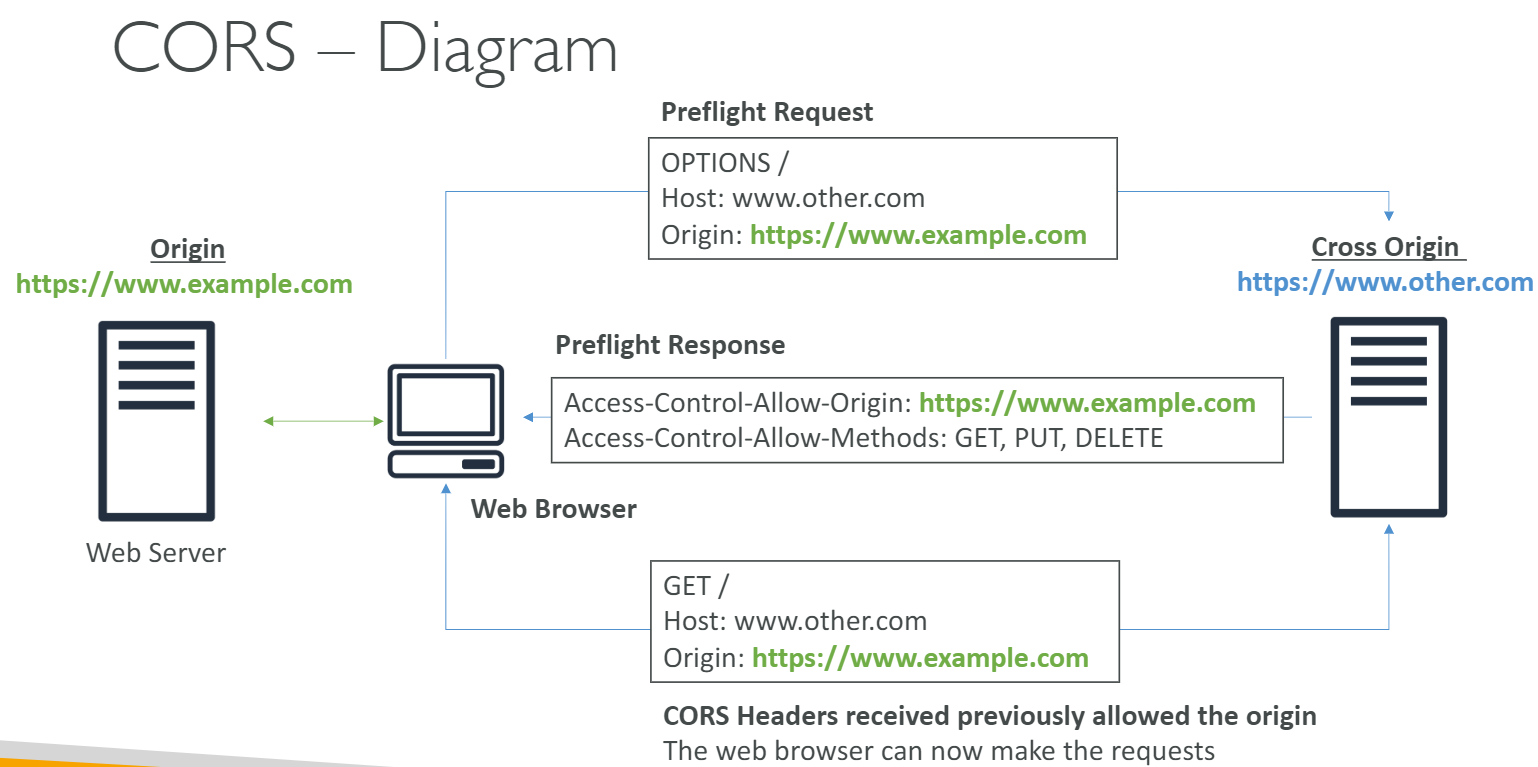 CORS – Diagram
Preflight Request
OPTIONS /
Host: www.other.com
Origin: https://www.example.com
Origin
https://www.example.com
Cross Origin
https://www.other.com
Preflight Response
Access-Control-Allow-Origin: https://www.example.com
Access-Control-Allow-Methods: GET, PUT, DELETE
Web Browser
Web Server
GET /
Host: www.other.com
Origin: https://www.example.com
CORS Headers received previously allowed the origin
The web browser can now make the requests